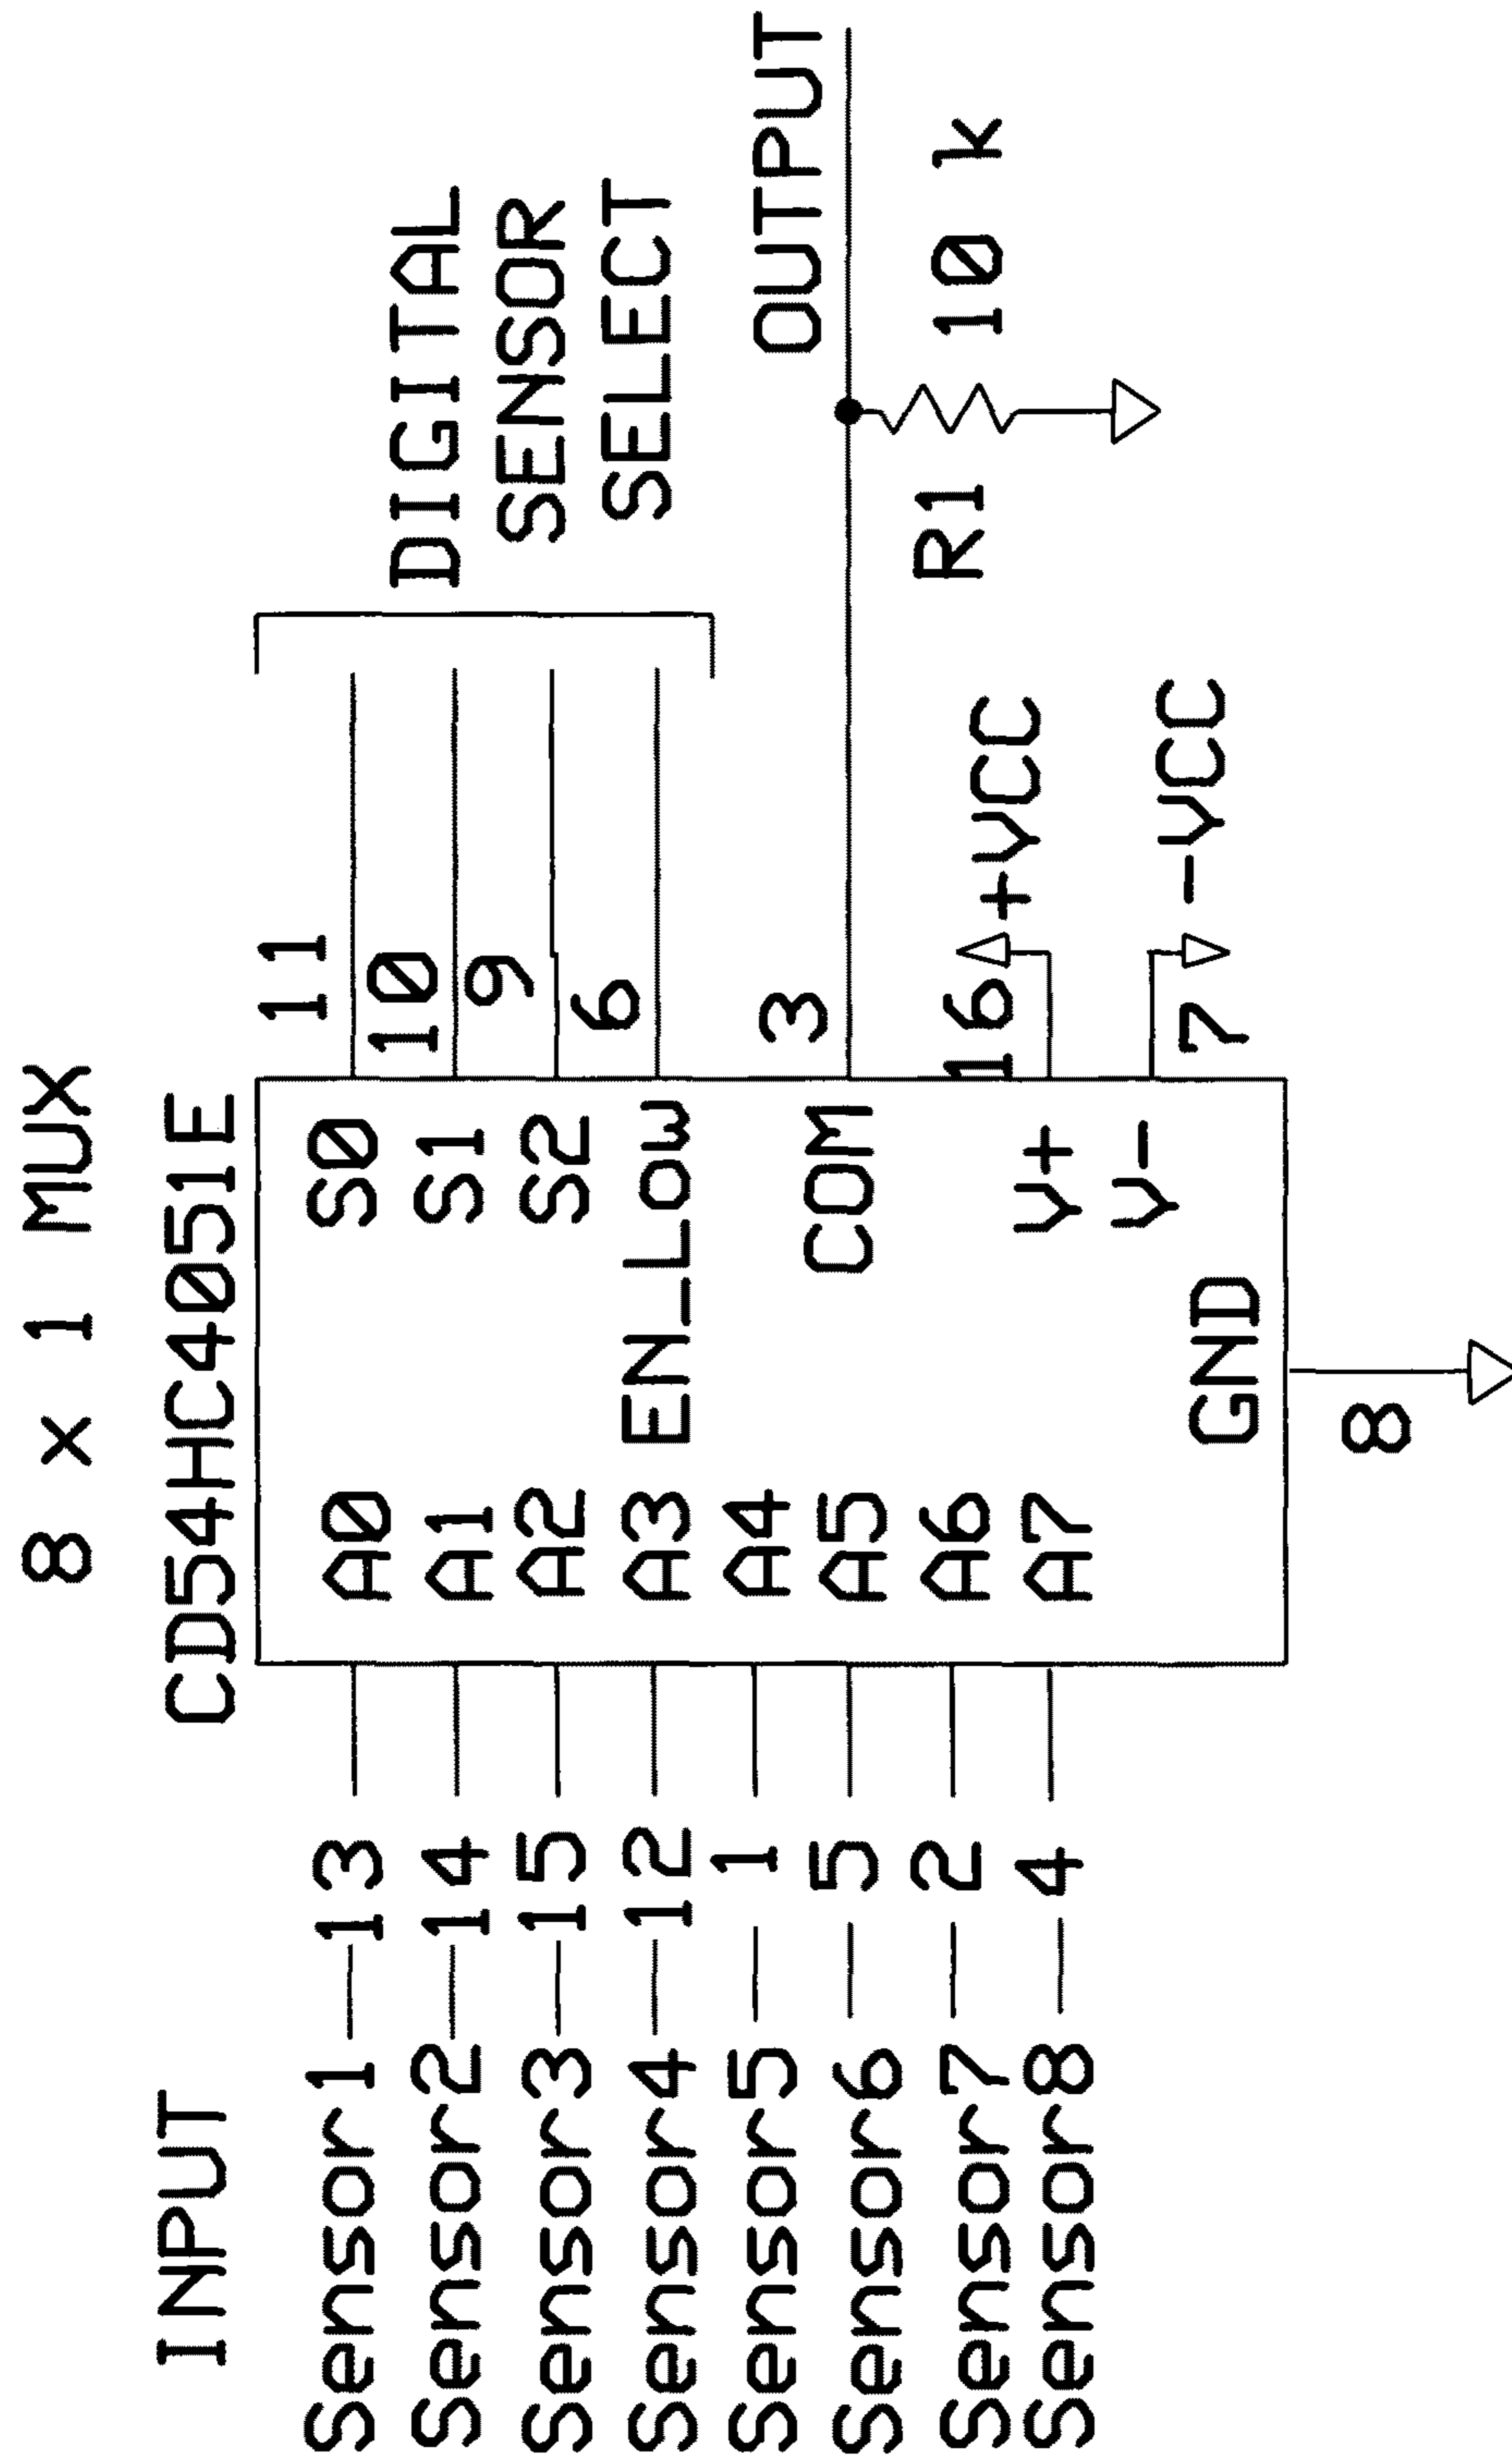 8 x 1 MUX
CD54HC4051E
INPUT
Sensor1 13 A0 S0 11
Sensor2 14 A1 S1 10
Sensor3 15 A2 S2 9
Sensor4 12 A3 EN_Low 6
Sensor5 1 A4
Sensor6 5 A5 COM 3
Sensor7 2 A6
Sensor8 4 A7 V+ 16 +VCC
V- 7 -VCC
GND
8
DIGITAL
SENSOR
SELECT
OUTPUT
R1 10 k